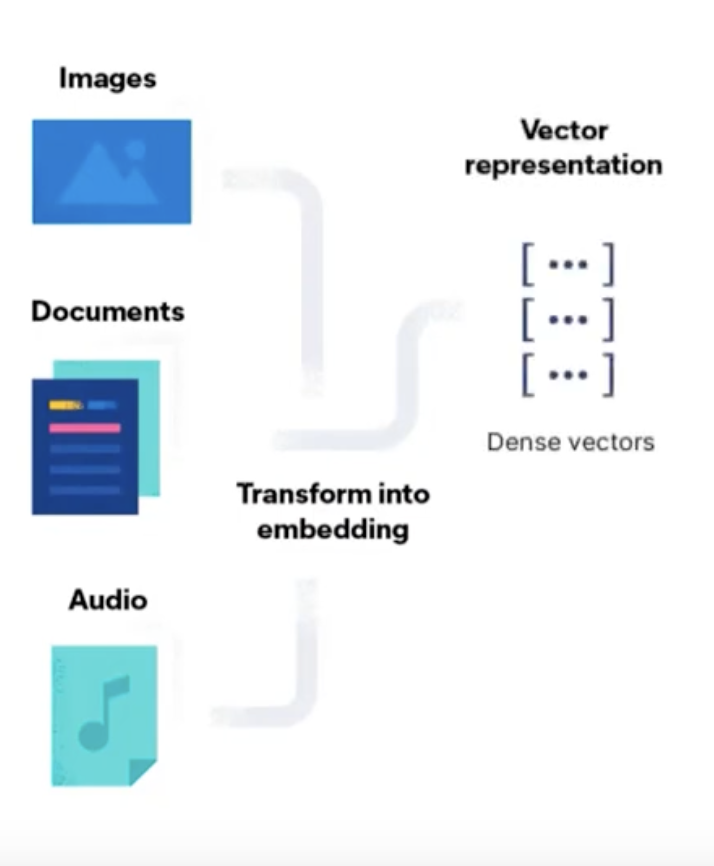 Images
Documents
Audio
Transform into
embedding
Vector
representation
[ ••• ]
[ ••• ]
[ ••• ]
Dense vectors